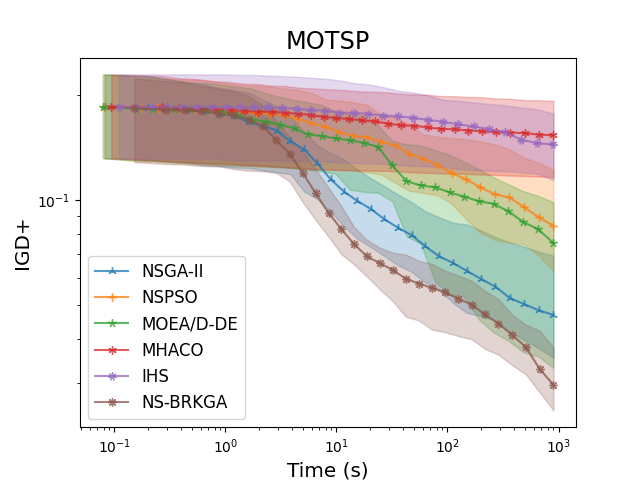 MOTSP
IGD+
10⁻¹
NSGA-II
NSPSO
MOEA/D-DE
MHACO
IHS
NS-BRKGA
10⁻¹ 10⁰ 10¹ 10² 10³
Time (s)